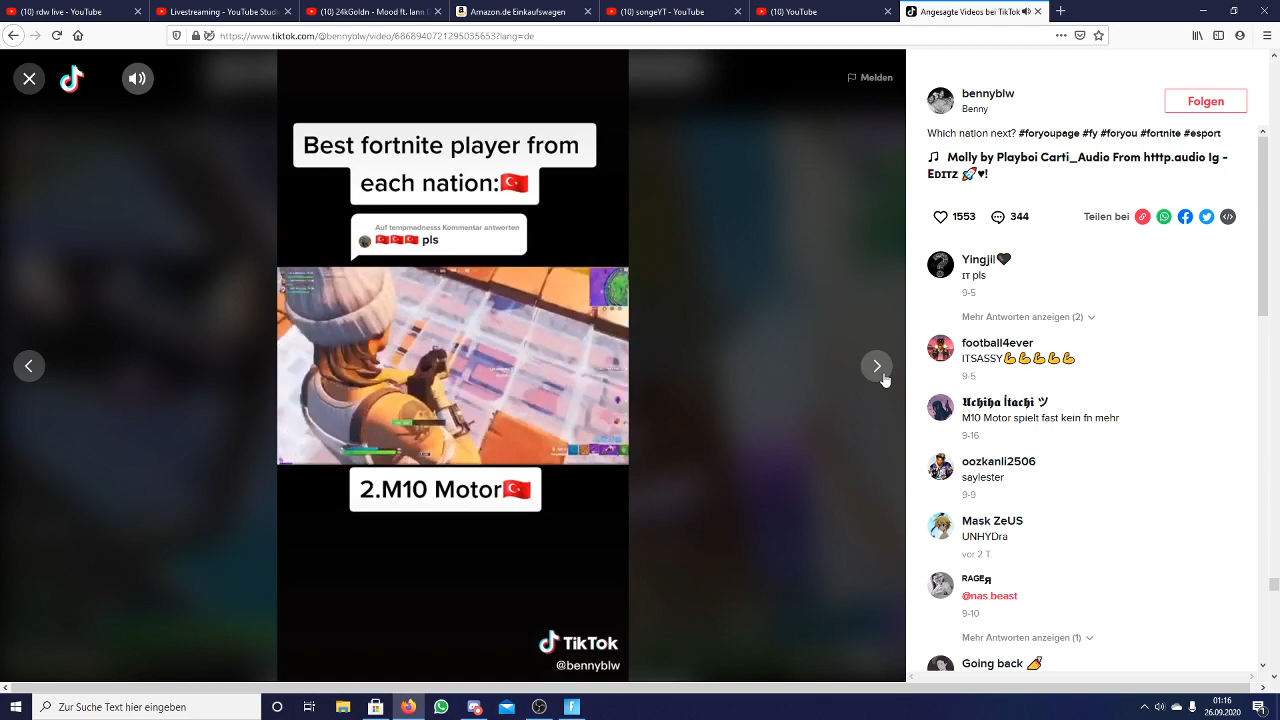 (10) rdw live - YouTube
Livestreaming - YouTube Stud
(10) 24kGoldn - Mood ft. Iann D
Amazon.de Einkaufswagen
(10) songeYT - YouTube
(10) YouTube
Angesagte Videos bei TikTok
https://www.tiktok.com/@bennyblw/video/6868940721295035653?lang=de
Melden
Best fortnite player from
each nation:🇹🇷
Auf tempmadnesss Kommentar antworten
🇹🇷🇹🇷🇹🇷 pls
2.M10 Motor🇹🇷
TikTok
@bennyblw
bennyblw
Benny
Folgen
Which nation next? #foryoupage #fy #foryou #fortnite #esport
Molly by Playboi Carti_Audio From htttp.audio Ig -
Eᴅɪᴛᴢ 🚀♥!
1553
344
Teilen bei
Yingjil🖤
ɪᴛ pls
9-5
Mehr Antworten anzeigen (2)
football4ever
ITSASSY💪💪💪💪💪
9-5
𝖀𝖈𝖍𝖎𝖍𝖆 𝖎̇𝖙𝖆𝖈𝖍𝖎 ツ
M10 Motor spielt fast kein fn mehr
9-16
oozkanli2506
saylester
9-9
Mask ZeUS
UNHYDra
vor 2 T.
ᴿᴬᴳᴱя
@nas.beast
9-10
Mehr Antworten anzeigen (1)
Going back 💅
Zur Suche Text hier eingeben
01:16
26.09.2020